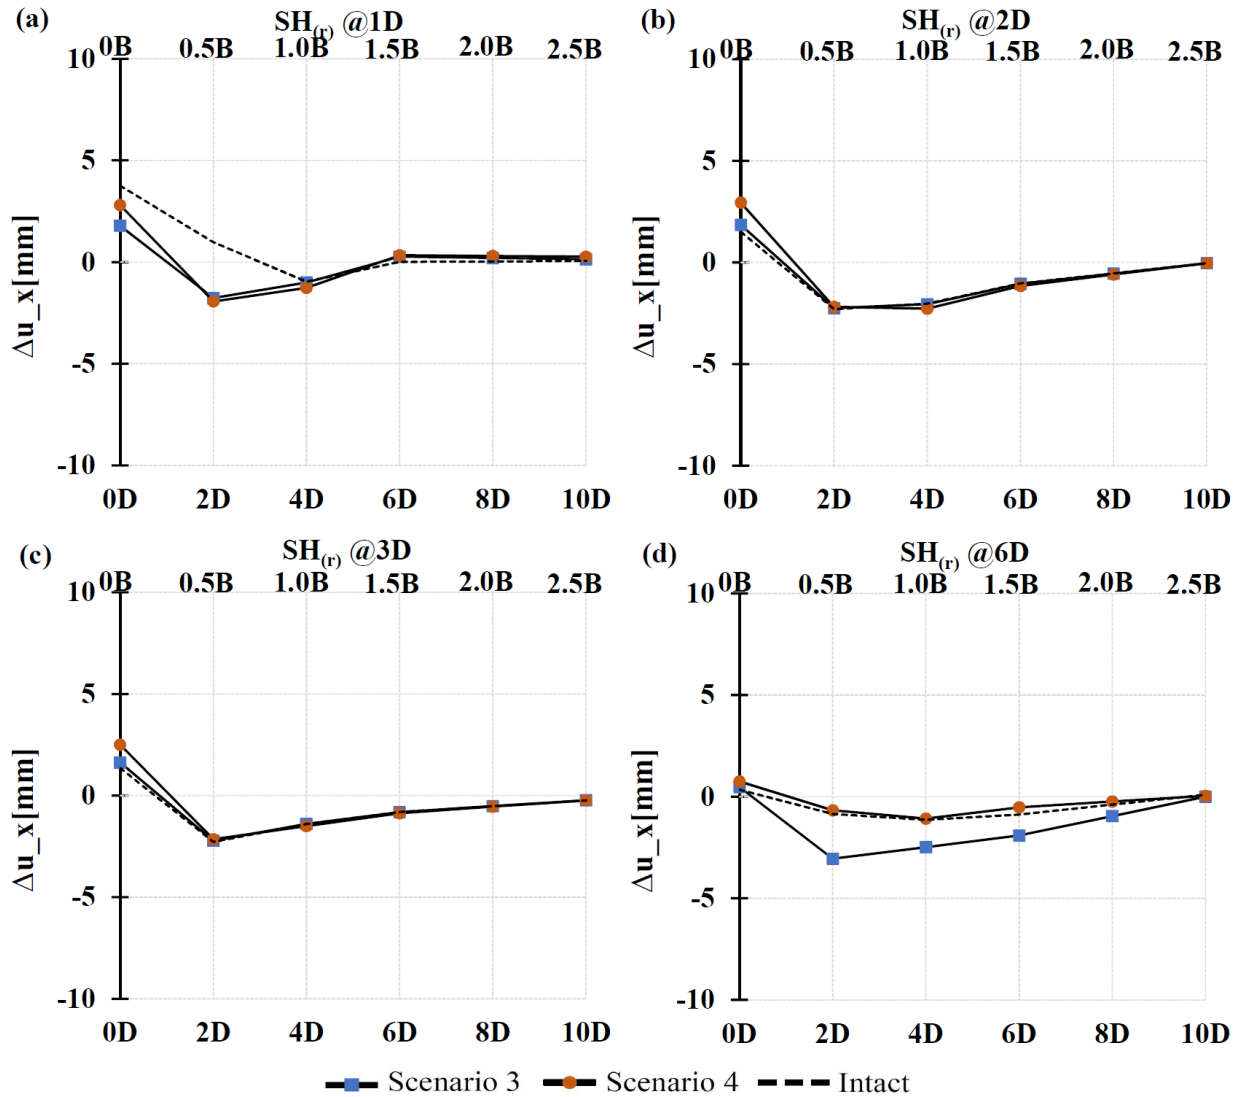 (a) SH(r) @1D
0B 0.5B 1.0B 1.5B 2.0B 2.5B
10
5
0
-5
-10
Δu_x[mm]
0D 2D 4D 6D 8D 10D
(b) SH(r) @2D
0B 0.5B 1.0B 1.5B 2.0B 2.5B
10
5
0
-5
-10
Δu_x[mm]
0D 2D 4D 6D 8D 10D
(c) SH(r) @3D
0B 0.5B 1.0B 1.5B 2.0B 2.5B
10
5
0
-5
-10
Δu_x[mm]
0D 2D 4D 6D 8D 10D
(d) SH(r) @6D
0B 0.5B 1.0B 1.5B 2.0B 2.5B
10
5
0
-5
-10
Δu_x[mm]
0D 2D 4D 6D 8D 10D
Scenario 3 Scenario 4 Intact